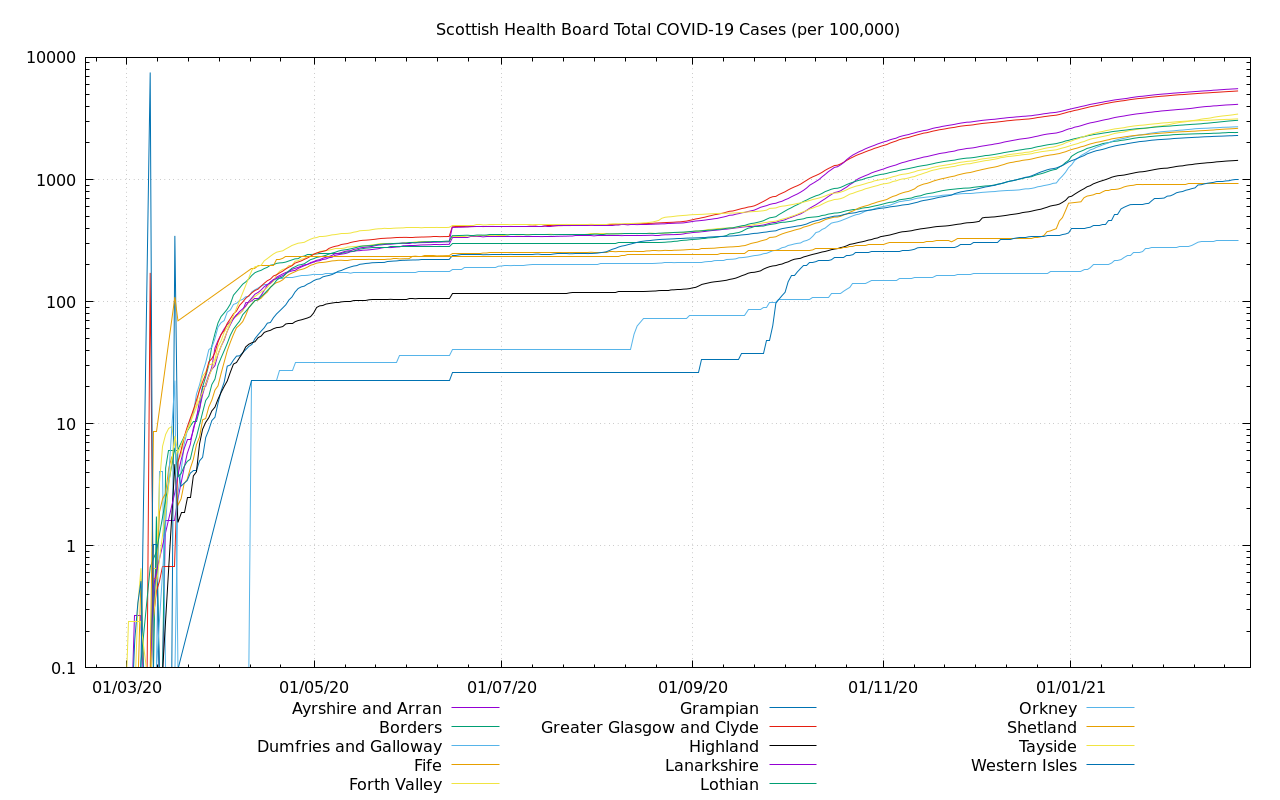 Scottish Health Board Total COVID-19 Cases (per 100,000)
10000
1000
100
10
1
0.1
01/03/20 01/05/20 01/07/20 01/09/20 01/11/20 01/01/21
Ayrshire and Arran Grampian Orkney
Borders Greater Glasgow and Clyde Shetland
Dumfries and Galloway Highland Tayside
Fife Lanarkshire Western Isles
Forth Valley Lothian